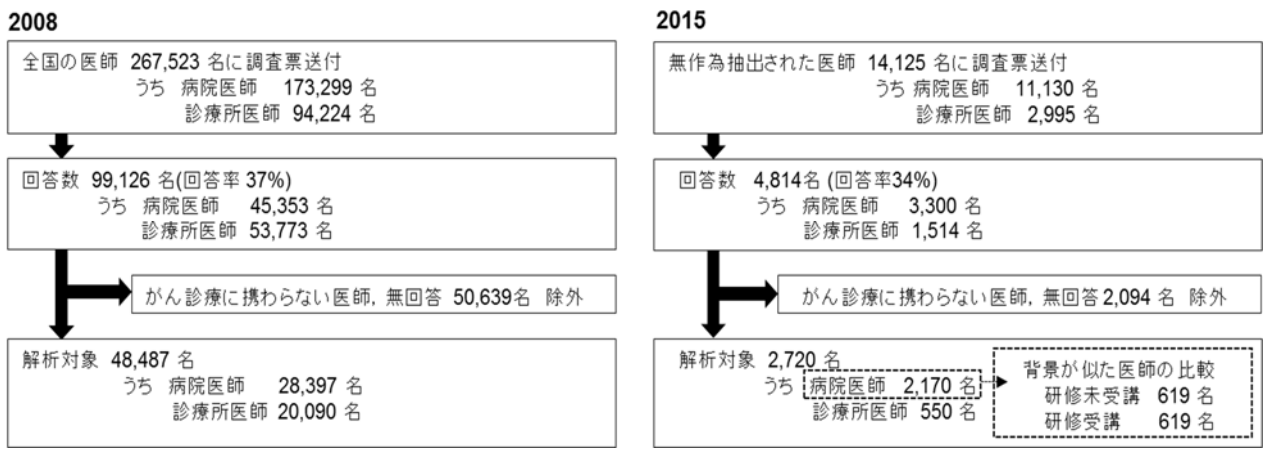 2008
全国の医師 267,523 名に調査票送付
うち 病院医師 173,299 名
診療所医師 94,224 名
回答数 99,126 名(回答率 37%)
うち 病院医師 45,353 名
診療所医師 53,773 名
がん診療に携わらない医師, 無回答 50,639名 除外
解析対象 48,487 名
うち 病院医師 28,397 名
診療所医師 20,090 名
2015
無作為抽出された医師 14,125 名に調査票送付
うち 病院医師 11,130 名
診療所医師 2,995 名
回答数 4,814名 (回答率34%)
うち 病院医師 3,300 名
診療所医師 1,514 名
がん診療に携わらない医師, 無回答 2,094 名 除外
解析対象 2,720 名
うち 病院医師 2,170 名
診療所医師 550 名
背景が似た医師の比較
研修未受講 619 名
研修受講 619 名